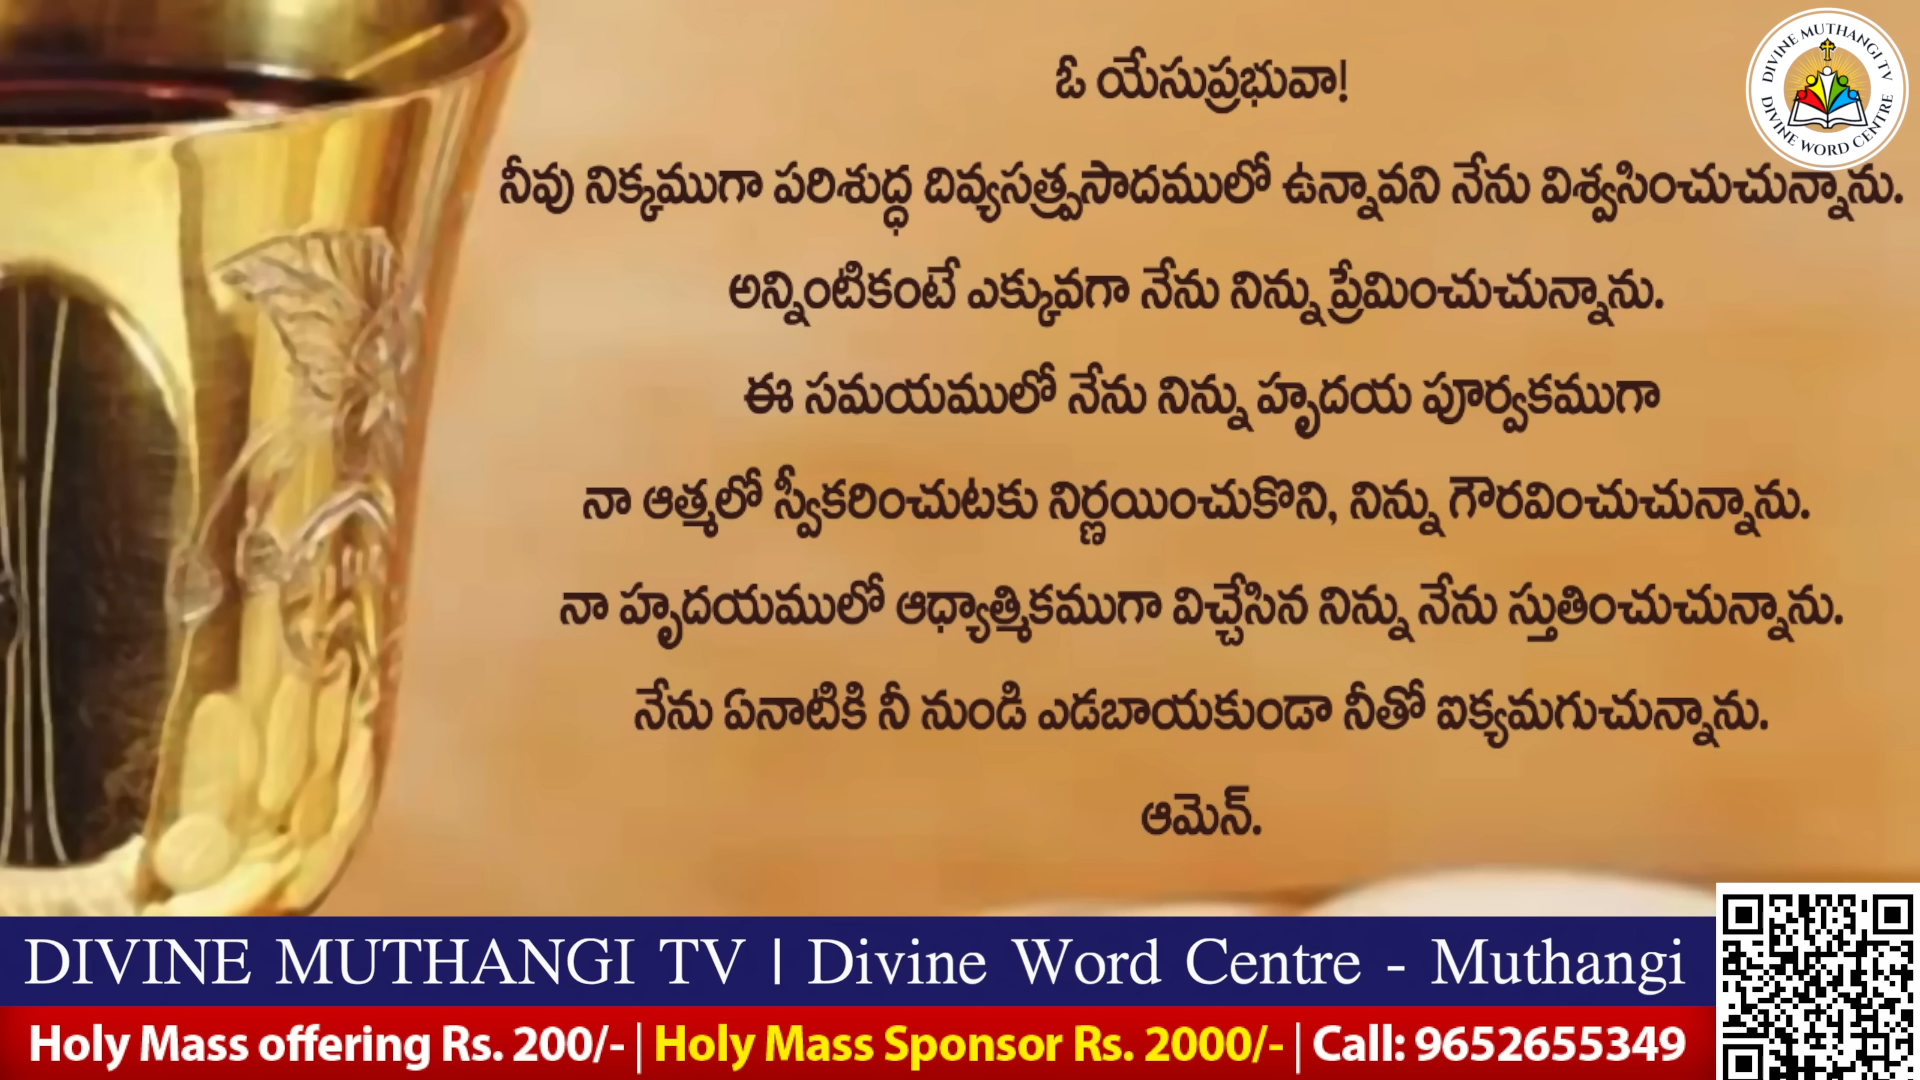 ఓ యేసుప్రభువా!
నీవు నిక్కముగా పరిశుద్ధ దివ్యసత్ప్రసాదములో ఉన్నావని నేను విశ్వసించుచున్నాను.
అన్నింటికంటే ఎక్కువగా నేను నిన్ను ప్రేమించుచున్నాను.
ఈ సమయములో నేను నిన్ను హృదయ పూర్వకముగా
నా ఆత్మలో స్వీకరించుటకు నిర్ణయించుకొని, నిన్ను గౌరవించుచున్నాను.
నా హృదయములో ఆధ్యాత్మికముగా విచ్చేసిన నిన్ను నేను స్తుతించుచున్నాను.
నేను ఏనాటికి నీ నుండి ఎడబాయకుండా నీతో ఐక్యమగుచున్నాను.
ఆమెన్.
DIVINE MUTHANGI TV
DIVINE WORD CENTRE
DIVINE MUTHANGI TV | Divine Word Centre - Muthangi
Holy Mass offering Rs. 200/- | Holy Mass Sponsor Rs. 2000/- | Call: 9652655349